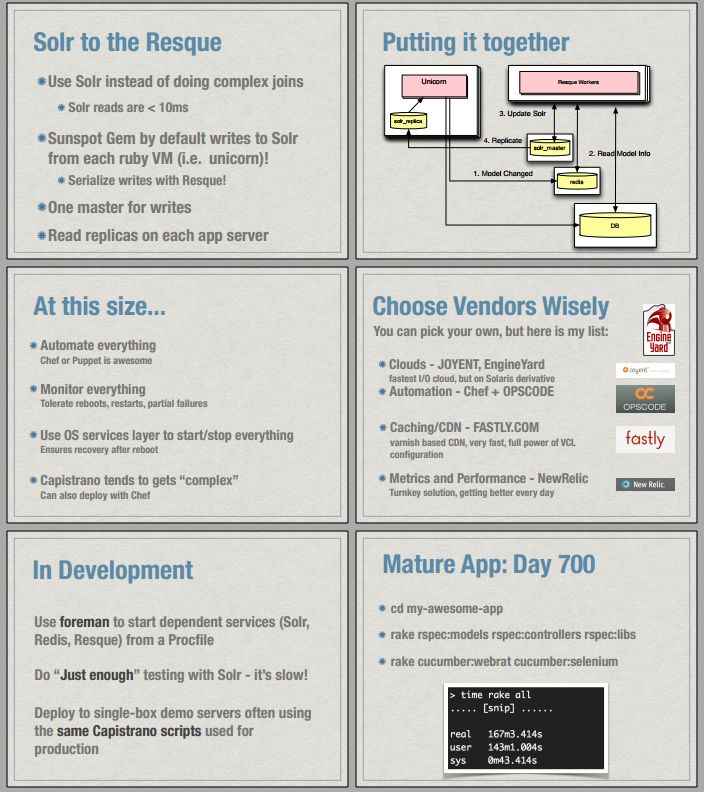 Solr to the Resque
Use Solr instead of doing complex joins
Solr reads are < 10ms
Sunspot Gem by default writes to Solr
from each ruby VM (i.e. unicorn)!
Serialize writes with Resque!
One master for writes
Read replicas on each app server
Putting it together
Unicorn
Resque Workers
solr_replica
3. Update Solr
4. Replicate
solr_master
2. Read Model Info
1. Model Changed
redis
DB
At this size...
Automate everything
Chef or Puppet is awesome
Monitor everything
Tolerate reboots, restarts, partial failures
Use OS services layer to start/stop everything
Ensures recovery after reboot
Capistrano tends to gets “complex”
Can also deploy with Chef
Choose Vendors Wisely
You can pick your own, but here is my list:
Engine
Yard
Clouds - JOYENT, EngineYard
fastest I/O cloud, but on Solaris derivative
Joyent
Automation - Chef + OPSCODE
OPSCODE
Caching/CDN - FASTLY.COM
varnish based CDN, very fast, full power of VCL
configuration
fastly
Metrics and Performance - NewRelic
Turnkey solution, getting better every day
New Relic.
In Development
Use foreman to start dependent services (Solr,
Redis, Resque) from a Procfile
Do “Just enough” testing with Solr - it’s slow!
Deploy to single-box demo servers often using
the same Capistrano scripts used for
production
Mature App: Day 700
cd my-awesome-app
rake rspec:models rspec:controllers rspec:libs
rake cucumber:webrat cucumber:selenium
> time rake all
..... [snip] ......
real 167m3.414s
user 143m1.004s
sys 0m43.414s